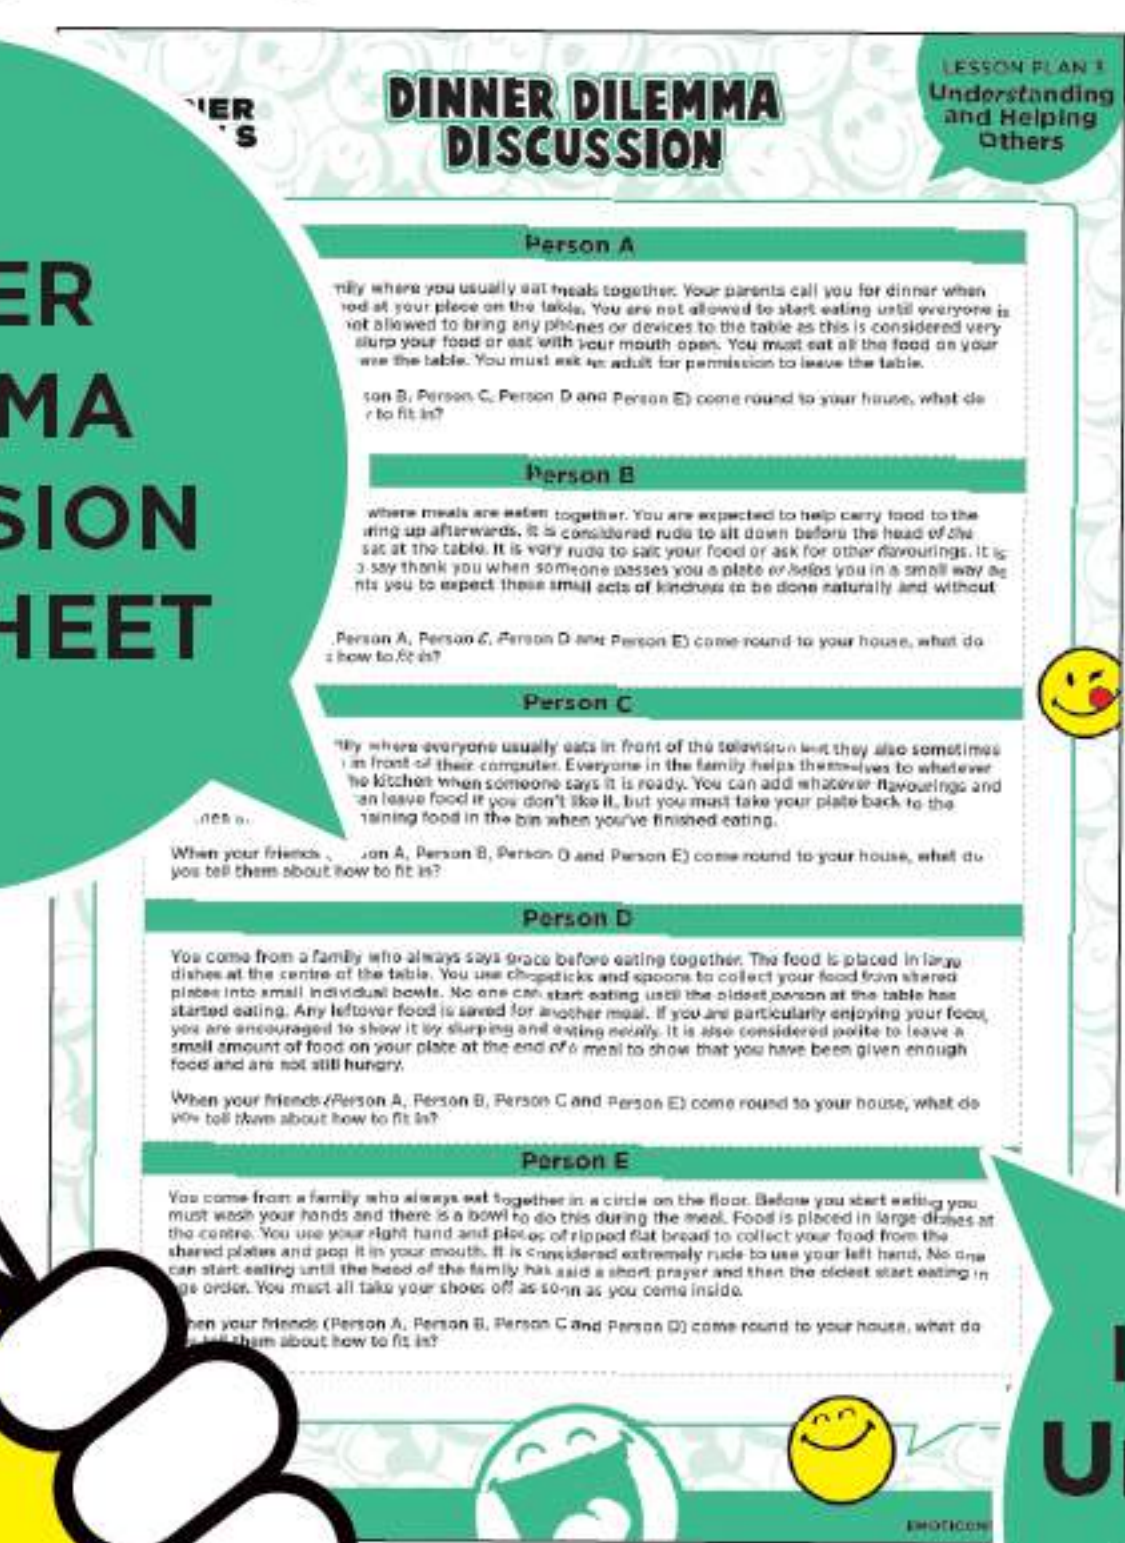 DINNER DILEMMA
DISCUSSION
LESSON PLAN 3
Understanding
and Helping
Others
IER
S
ER
MA
SION
HEET
Person A
where you usually eat meals together. Your parents call you for dinner when
at your place on the table. You are not allowed to start eating until everyone is
allowed to bring any phones or devices to the table as this is considered very
slurp your food or eat with your mouth open. You must eat all the food on your
the table. You must ask an adult for permission to leave the table.
son B, Person C, Person D and Person E) come round to your house, what do
to fit in?
Person B
where meals are eaten together. You are expected to help carry food to the
up afterwards. It is considered rude to sit down before the head of the
sat at the table. It is very rude to salt your food or ask for other flavourings. It is
say thank you when someone passes you a plate or helps you in a small way as
you to expect these small acts of kindness to be done naturally and without
Person A, Person C, Person D and Person E) come round to your house, what do
how to fit in?
Person C
where everyone usually eats in front of the television but they also sometimes
in front of their computer. Everyone in the family helps themselves to whatever
kitchen when someone says it is ready. You can add whatever flavourings and
leave food if you don't like it, but you must take your plate back to the
food in the bin when you've finished eating.
When your friends on A, Person B, Person D and Person E) come round to your house, what do
you tell them about how to fit in?
Person D
You come from a family who always says grace before eating together. The food is placed in large
dishes at the centre of the table. You use chopsticks and spoons to collect your food from shared
plates into small individual bowls. No one can start eating until the oldest person at the table has
started eating. Any leftover food is saved for another meal. If you are particularly enjoying your food,
you are encouraged to show it by slurping and eating noisily. It is also considered polite to leave a
small amount of food on your plate at the end of a meal to show that you have been given enough
food and are not still hungry.
When your friends (Person A, Person B, Person C and Person E) come round to your house, what do
you tell them about how to fit in?
Person E
You come from a family who always eat together in a circle on the floor. Before you start eating you
must wash your hands and there is a bowl to do this during the meal. Food is placed in large dishes at
the centre. You use your right hand and pieces of ripped flat bread to collect your food from the
shared plates and pop it in your mouth. It is considered extremely rude to use your left hand. No one
can start eating until the head of the family has said a short prayer and then the oldest start eating in
order. You must all take your shoes off as soon as you come inside.
your friends (Person A, Person B, Person C and Person D) come round to your house, what do
them about how to fit in?
U
EMOTICON